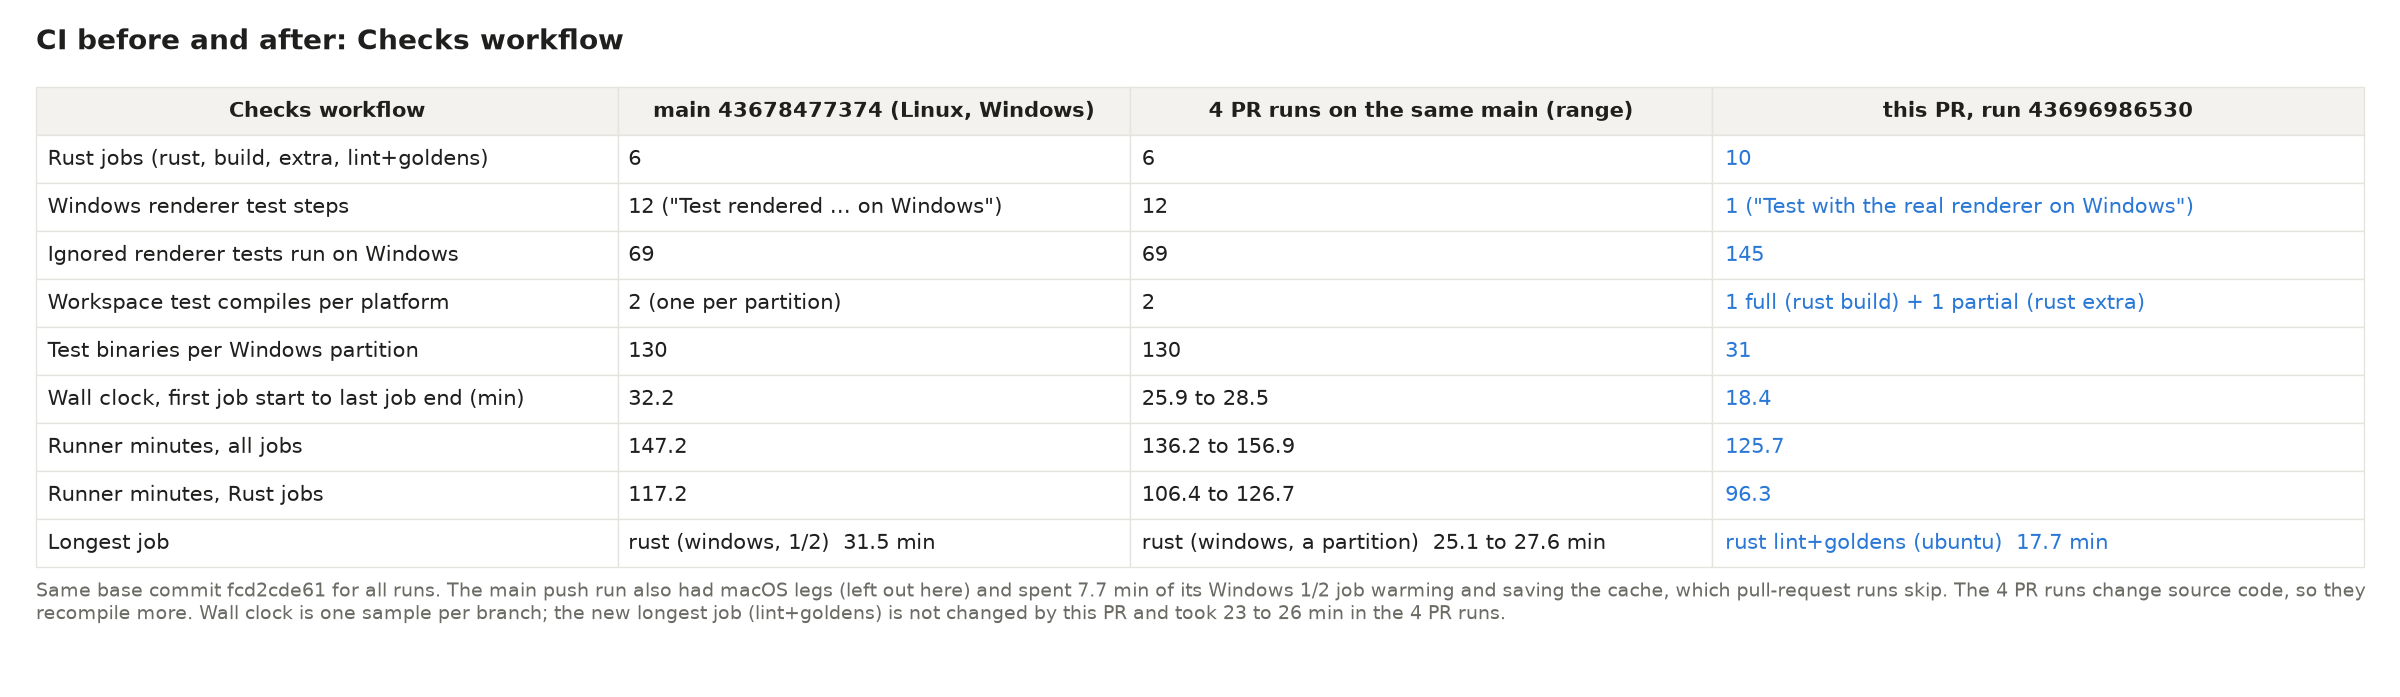 CI before and after: Checks workflow
Checks workflow | main 43678477374 (Linux, Windows) | 4 PR runs on the same main (range) | this PR, run 43696986530
Rust jobs (rust, build, extra, lint+goldens) | 6 | 6 | 10
Windows renderer test steps | 12 ("Test rendered ... on Windows") | 12 | 1 ("Test with the real renderer on Windows")
Ignored renderer tests run on Windows | 69 | 69 | 145
Workspace test compiles per platform | 2 (one per partition) | 2 | 1 full (rust build) + 1 partial (rust extra)
Test binaries per Windows partition | 130 | 130 | 31
Wall clock, first job start to last job end (min) | 32.2 | 25.9 to 28.5 | 18.4
Runner minutes, all jobs | 147.2 | 136.2 to 156.9 | 125.7
Runner minutes, Rust jobs | 117.2 | 106.4 to 126.7 | 96.3
Longest job | rust (windows, 1/2)  31.5 min | rust (windows, a partition)  25.1 to 27.6 min | rust lint+goldens (ubuntu)  17.7 min
Same base commit fcd2cde61 for all runs. The main push run also had macOS legs (left out here) and spent 7.7 min of its Windows 1/2 job warming and saving the cache, which pull-request runs skip. The 4 PR runs change source code, so they
recompile more. Wall clock is one sample per branch; the new longest job (lint+goldens) is not changed by this PR and took 23 to 26 min in the 4 PR runs.